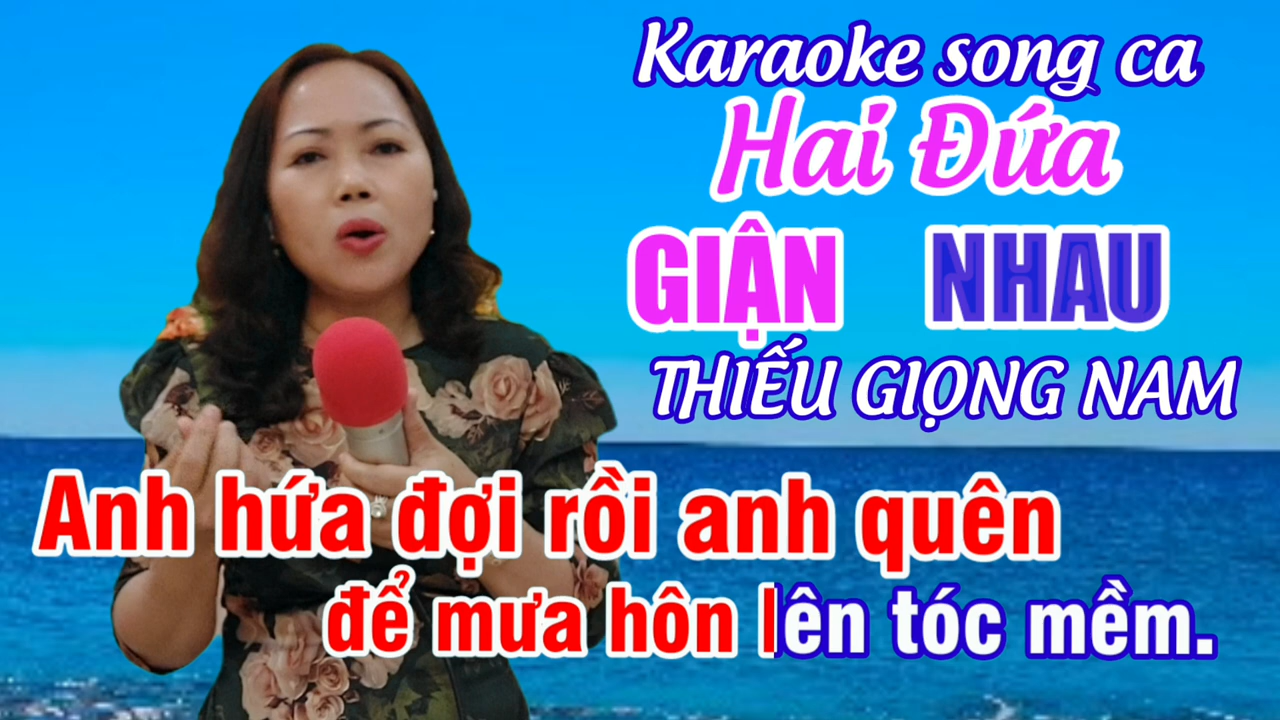 Karaoke song ca
Hai Đứa
GIẬN NHAU
THIẾU GIỌNG NAM
Anh hứa đợi rồi anh quên
để mưa hôn lên tóc mềm.